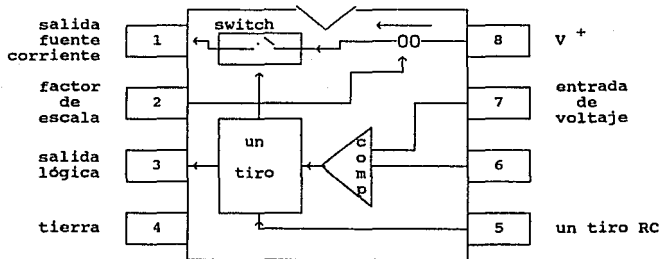 salida
fuente
corriente
1
switch
8
V +
factor
de
escala
2
7
entrada
de
voltaje
salida
lógica
3
un
tiro
comp
6
tierra
4
5
un tiro RC